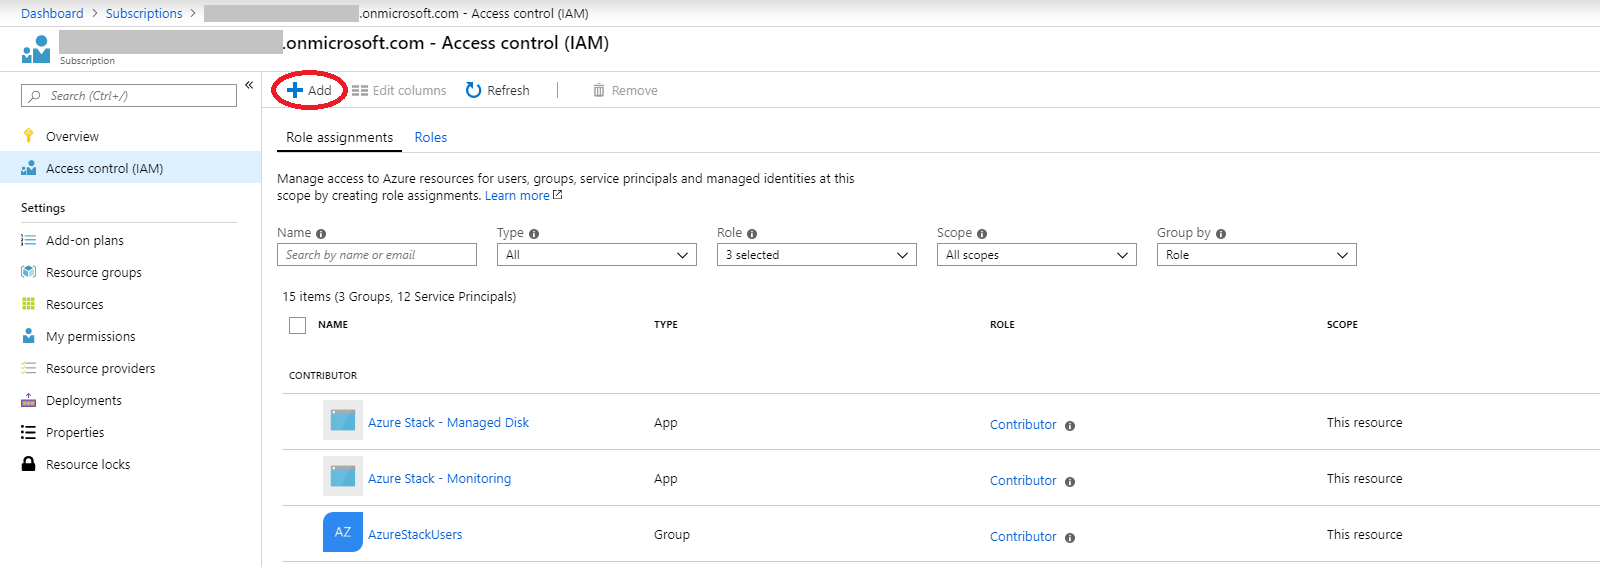 Dashboard > Subscriptions > .onmicrosoft.com - Access control (IAM)
.onmicrosoft.com - Access control (IAM)
Subscription
Search (Ctrl+/)
«
Overview
Access control (IAM)
Settings
Add-on plans
Resource groups
Resources
My permissions
Resource providers
Deployments
Properties
Resource locks
Add Edit columns Refresh Remove
Role assignments Roles
Manage access to Azure resources for users, groups, service principals and managed identities at this
scope by creating role assignments. Learn more
Name Type Role Scope Group by
Search by name or email All 3 selected All scopes Role
15 items (3 Groups, 12 Service Principals)
NAME TYPE ROLE SCOPE
CONTRIBUTOR
Azure Stack - Managed Disk App Contributor This resource
Azure Stack - Monitoring App Contributor This resource
AZ AzureStackUsers Group Contributor This resource